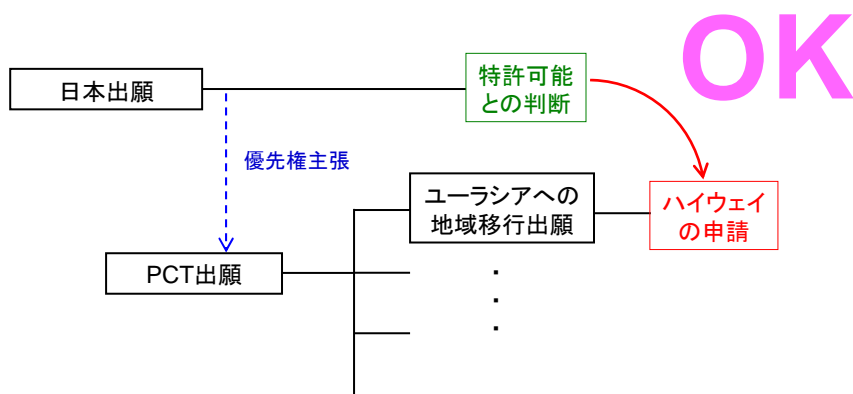 OK
日本出願
特許可能
との判断
優先権主張
ユーラシアへの
地域移行出願
ハイウェイ
の申請
PCT出願